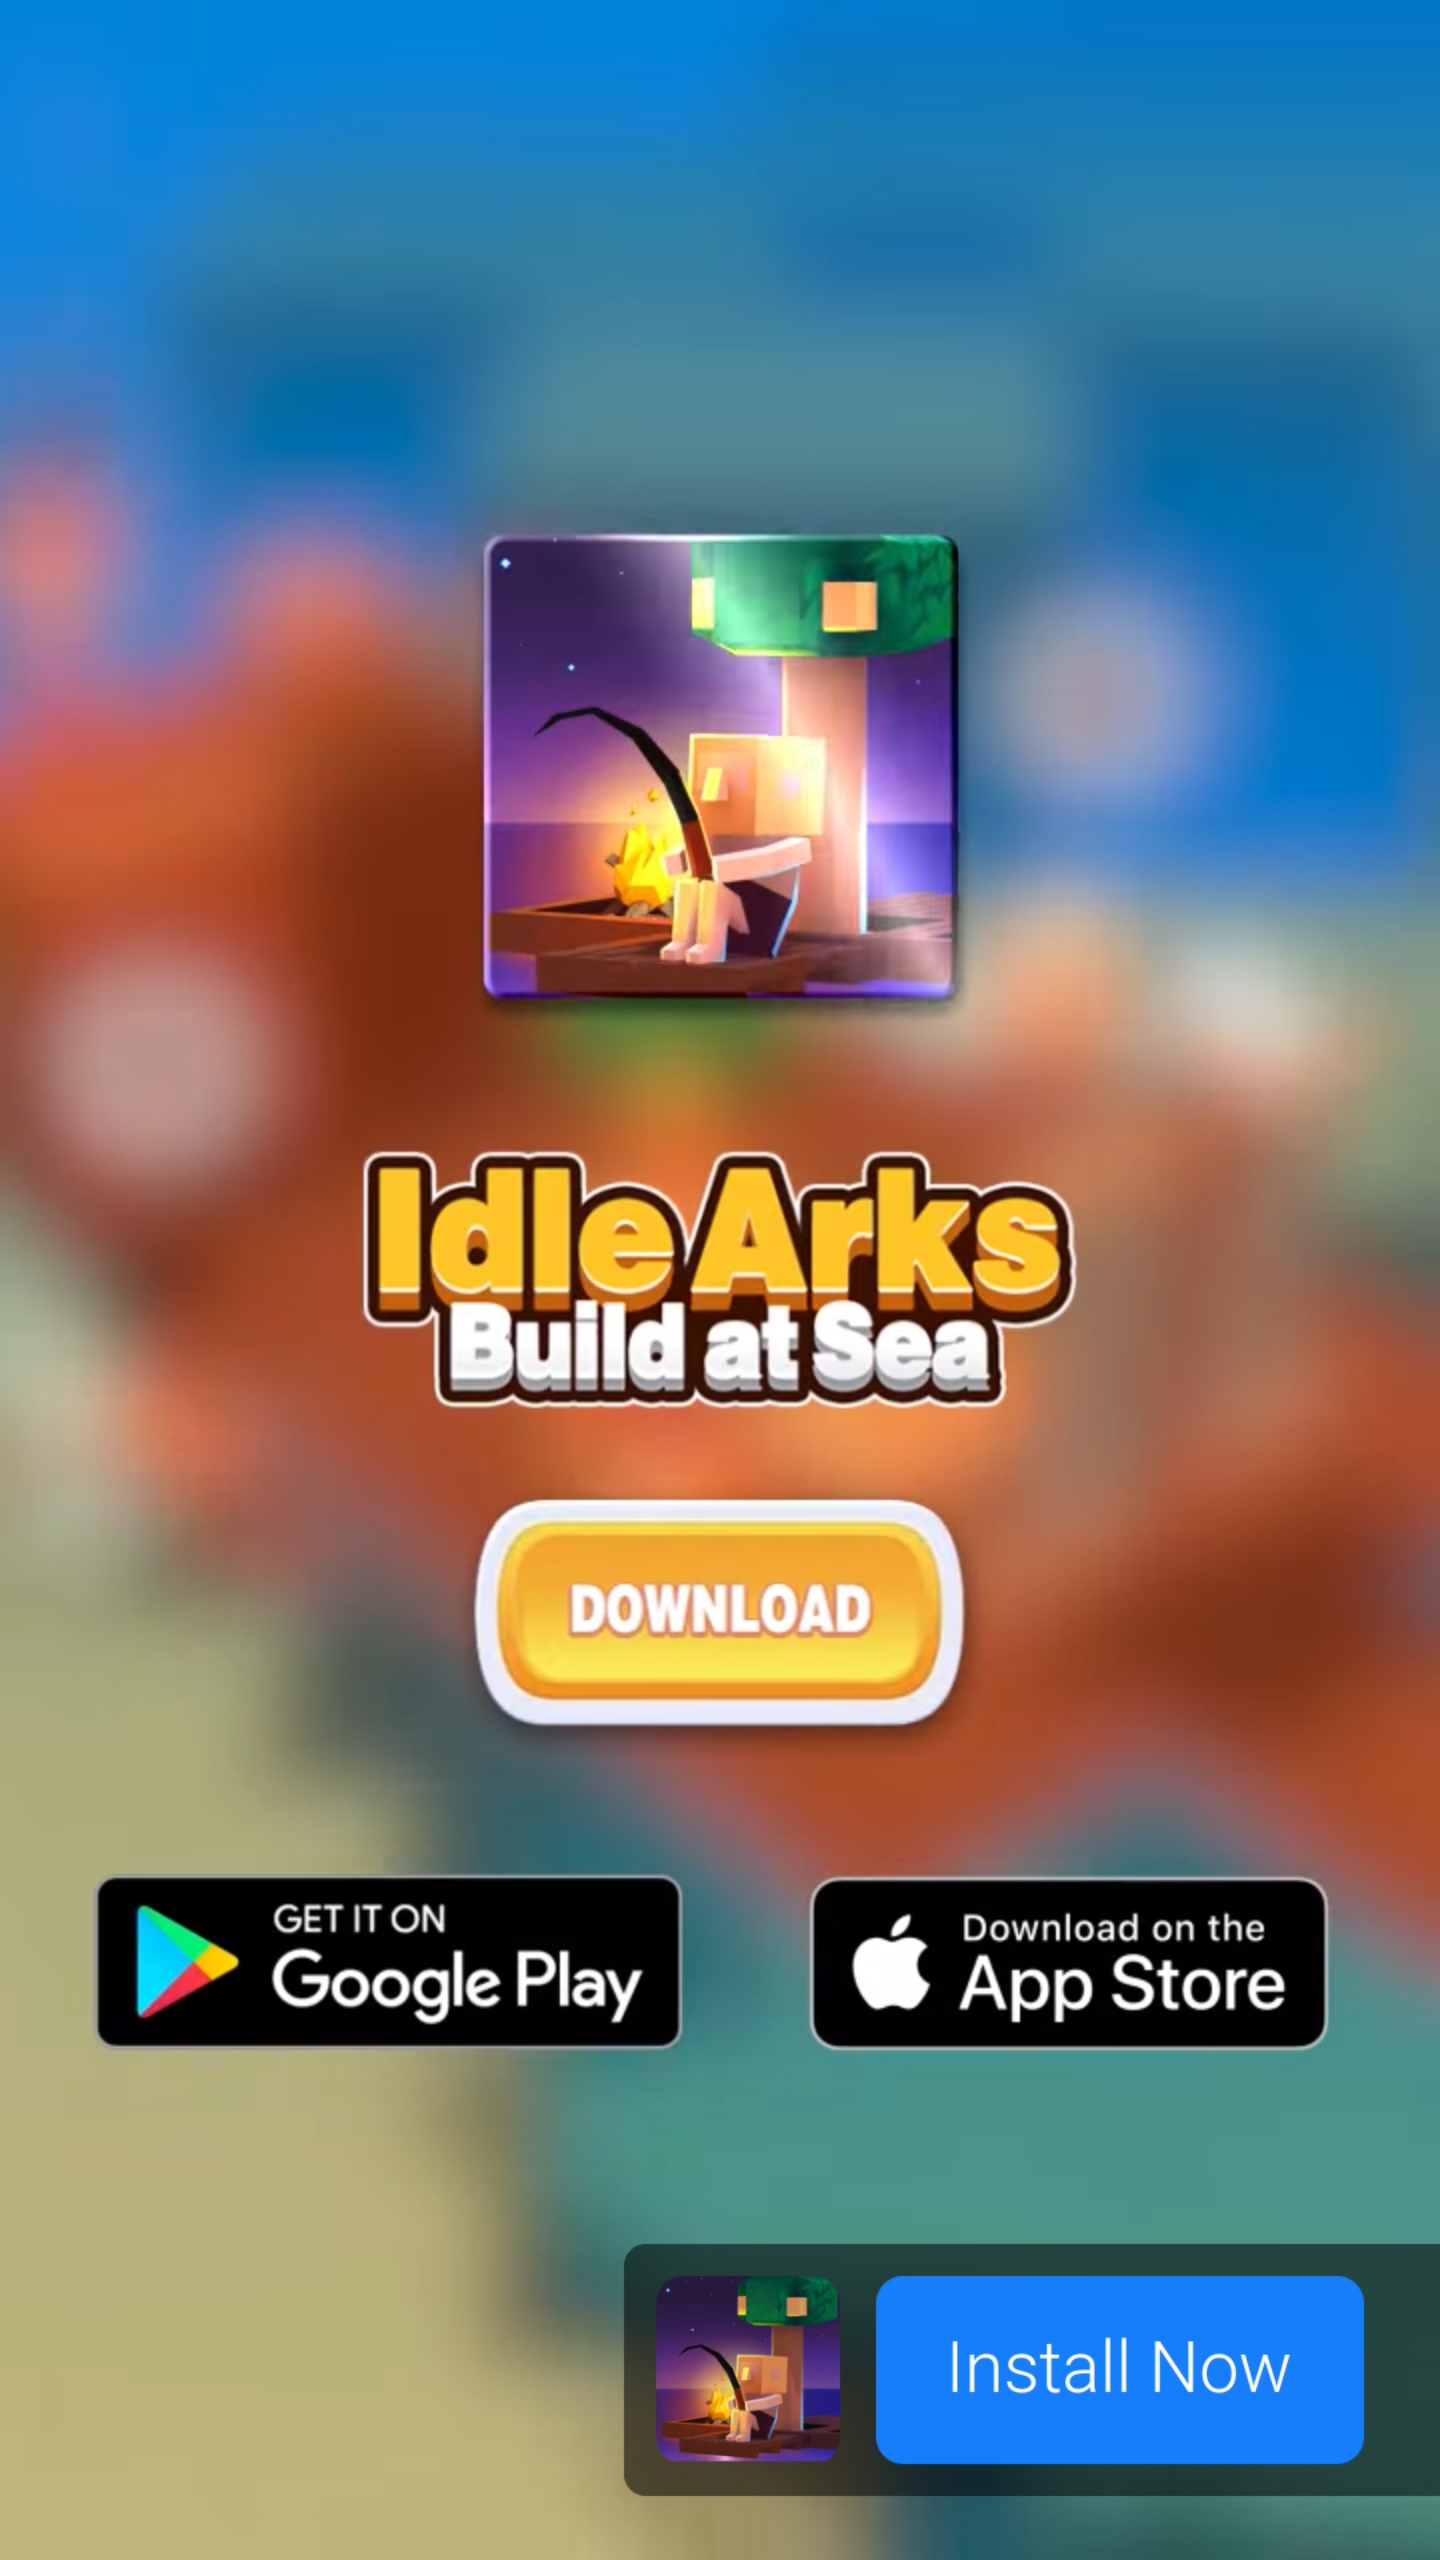 Idle Arks
Build at Sea
DOWNLOAD
GET IT ON
Google Play
Download on the
App Store
Install Now